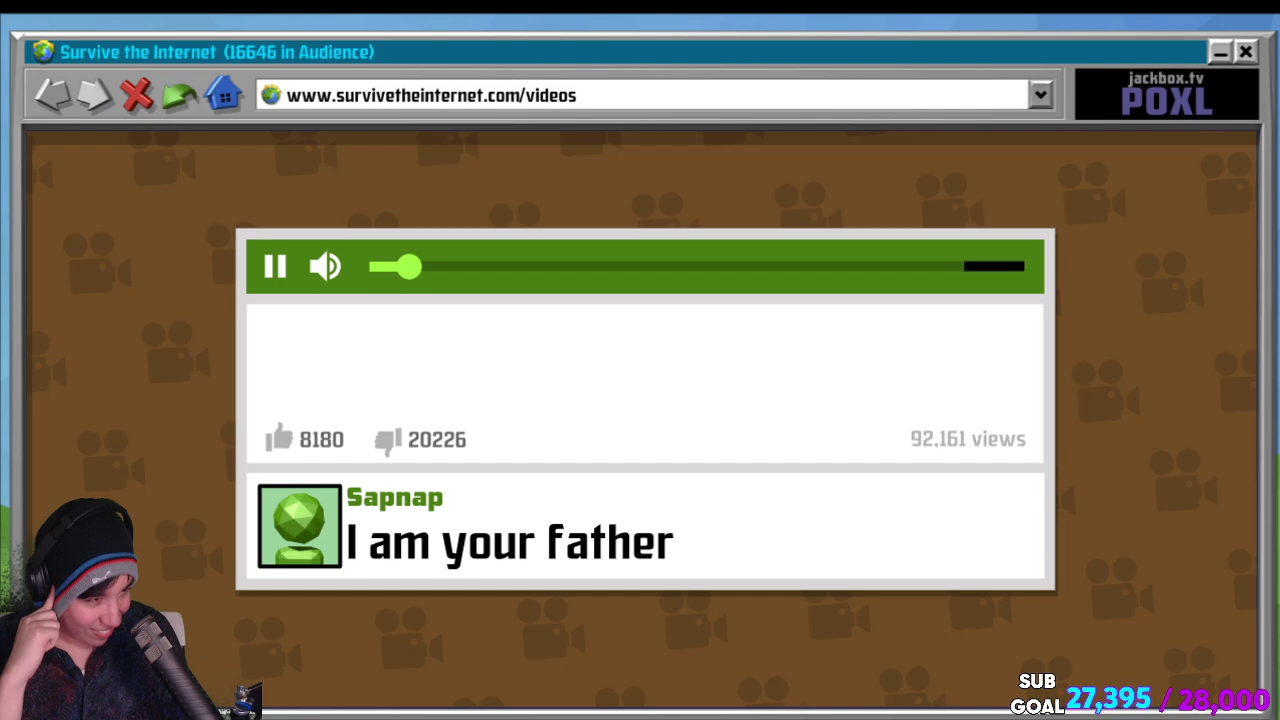 Survive the Internet (16646 in Audience)
www.survivetheinternet.com/videos
jackbox.tv
POXL
8180
20226
92,161 views
Sapnap
I am your father
SUB
GOAL
27,395 / 28,000